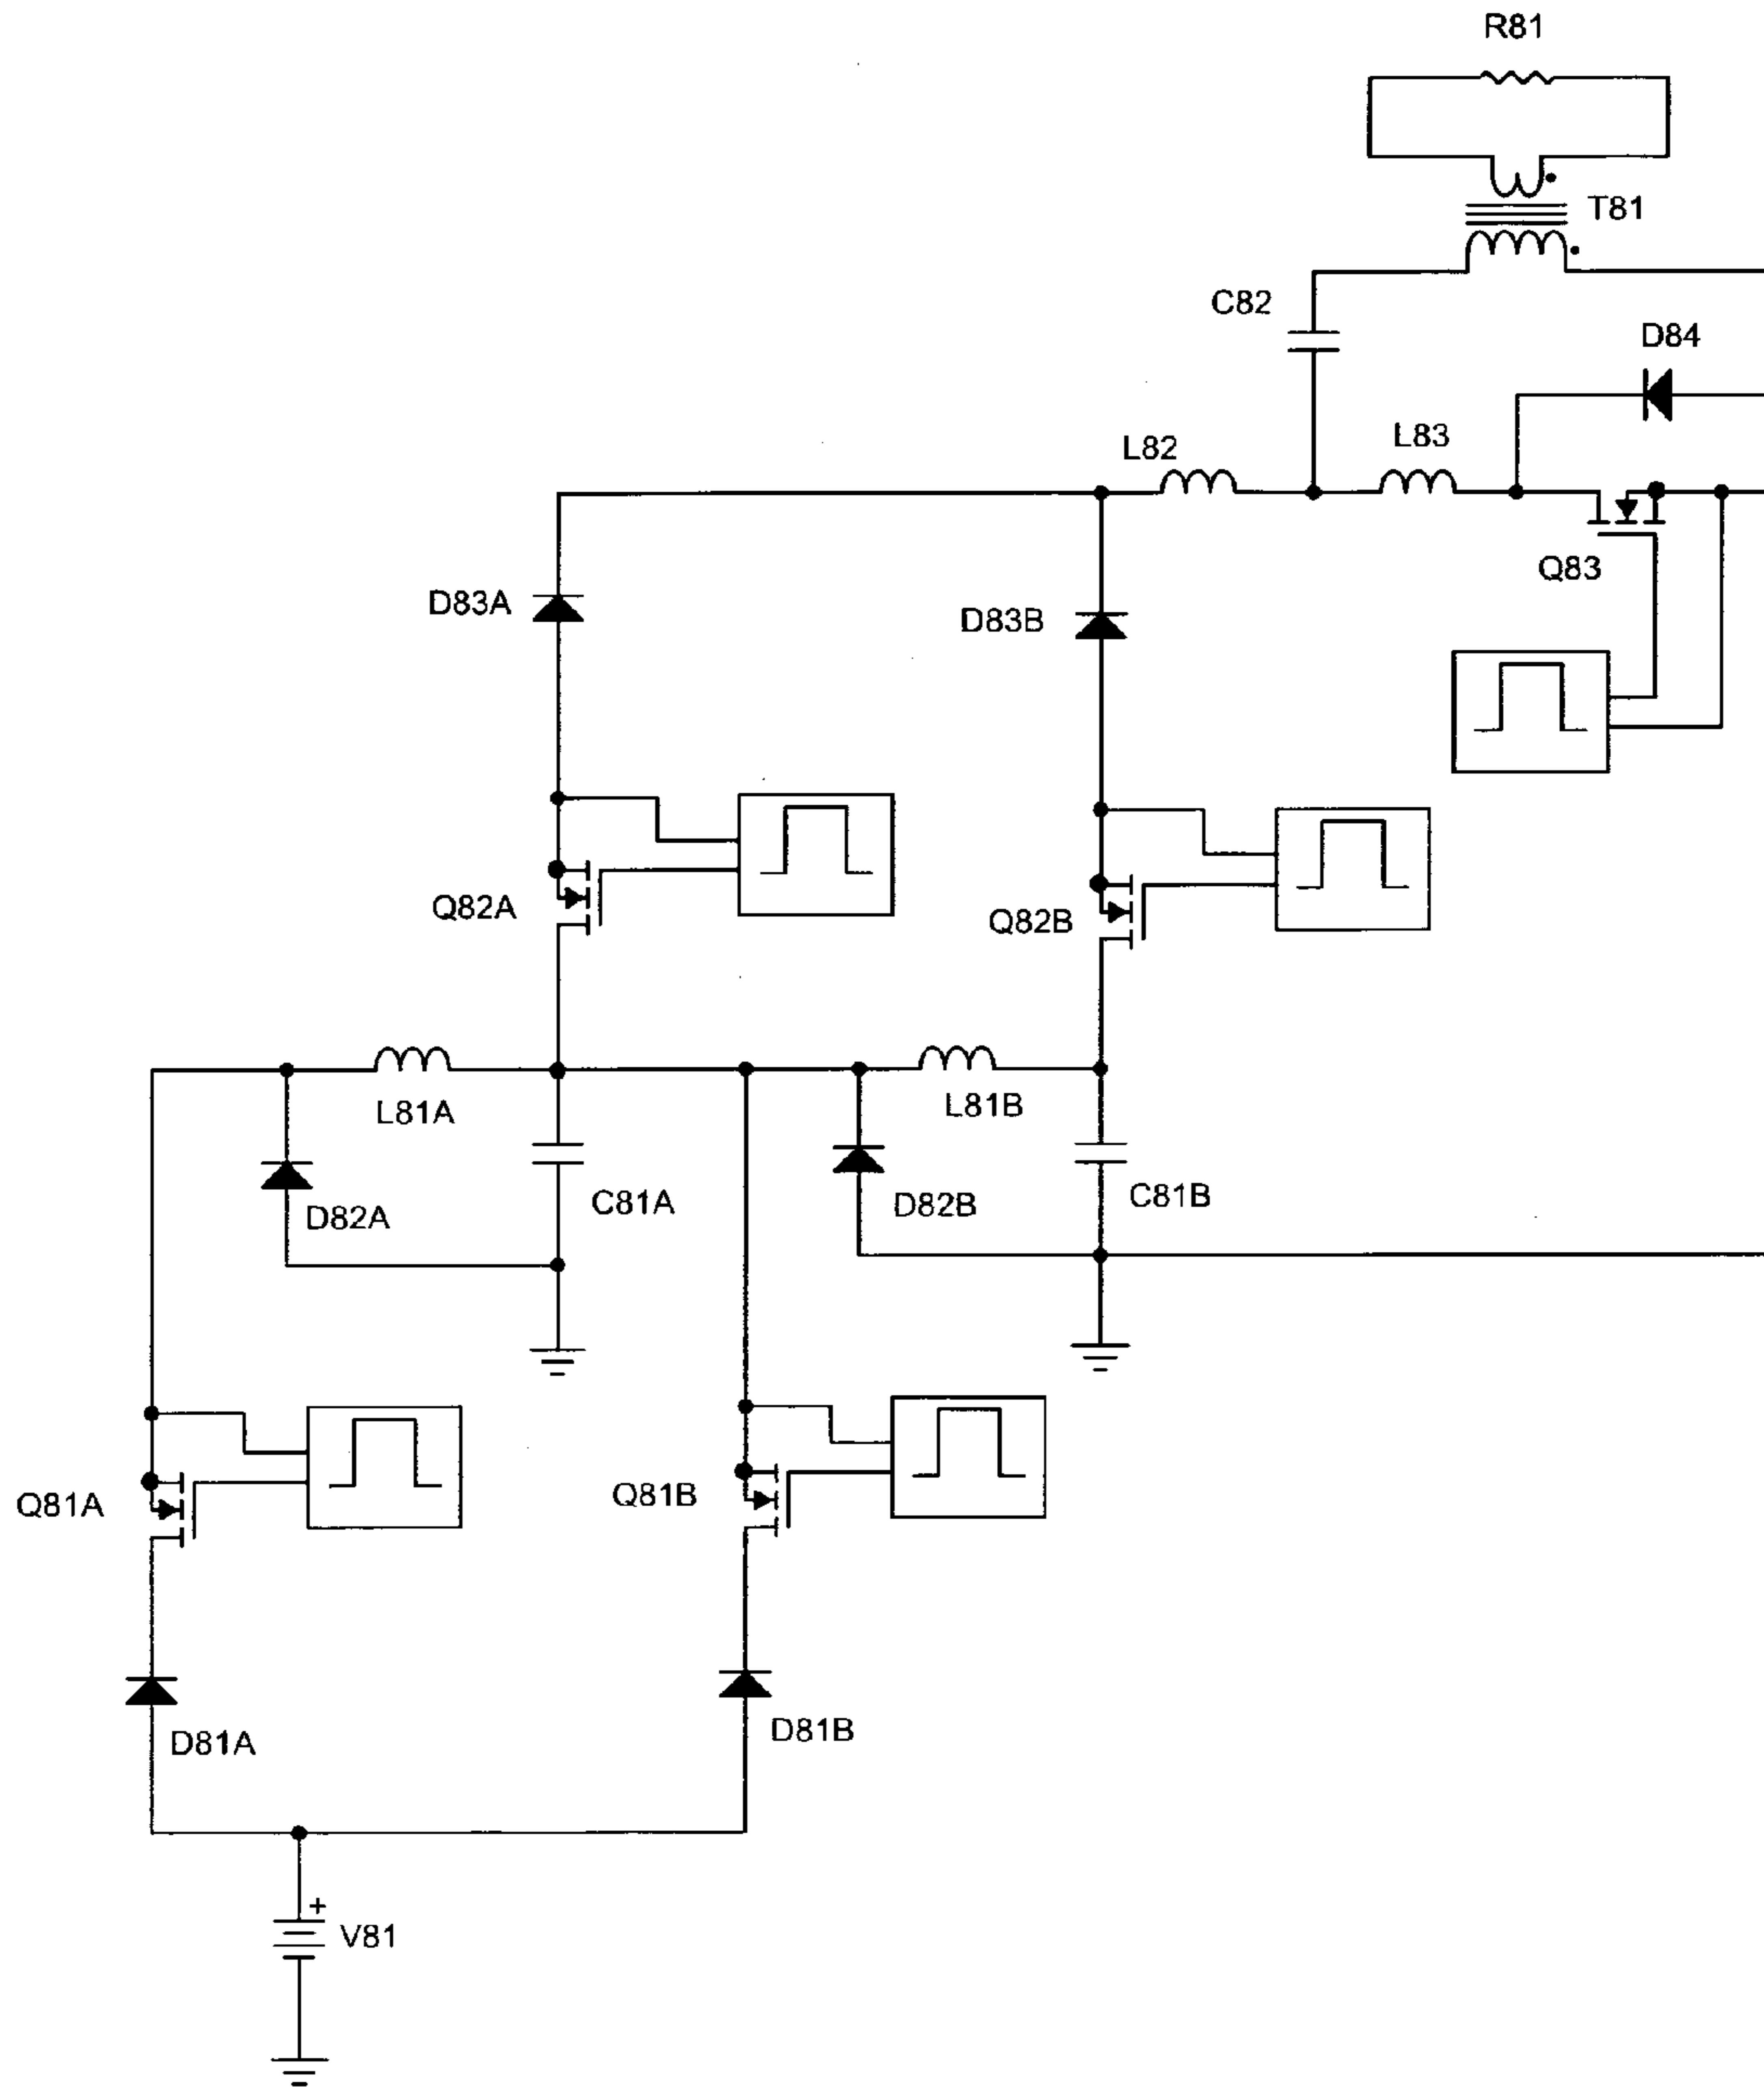 R81
T81
C82
D84
L82
L83
D83A
D83B
Q83
Q82A
Q82B
L81A
L81B
D82A
C81A
D82B
C81B
Q81A
Q81B
D81A
D81B
+
V81